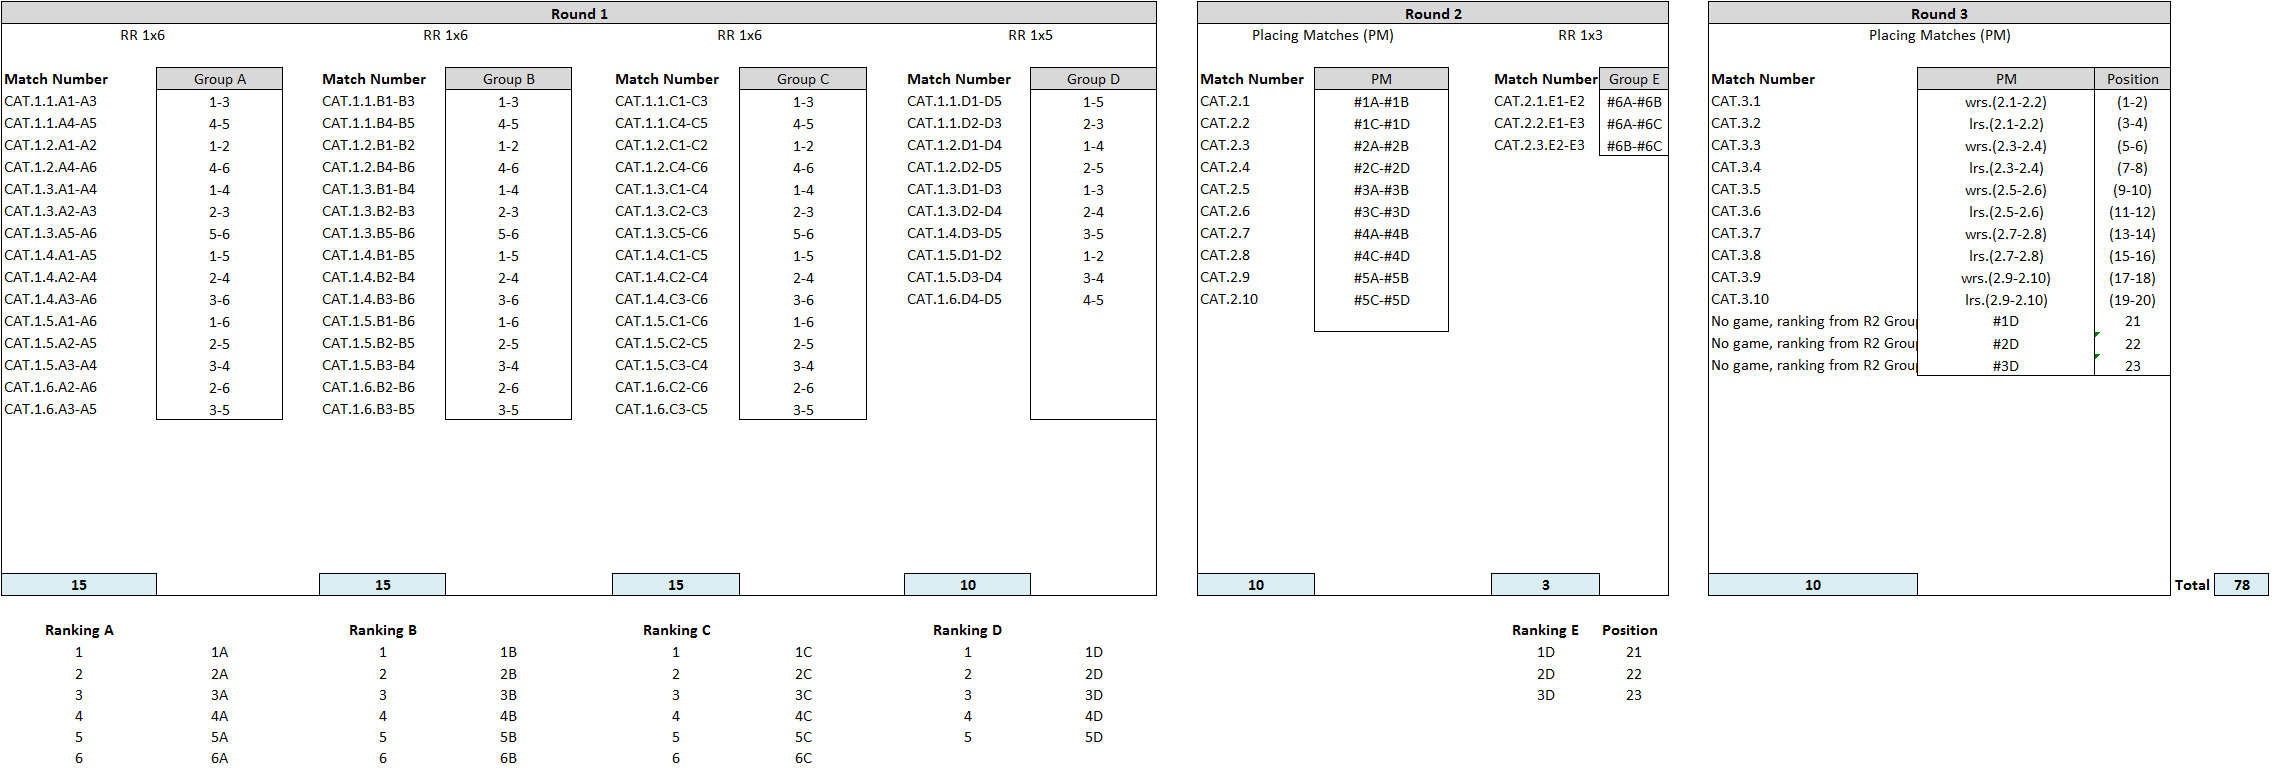 Round 1 Round 2 Round 3
RR 1x6 RR 1x6 RR 1x6 RR 1x5 Placing Matches (PM) RR 1x3 Placing Matches (PM)
Match Number Group A Match Number Group B Match Number Group C Match Number Group D Match Number PM Match Number Group E Match Number PM Position
CAT.1.1.A1-A3 1-3 CAT.1.1.B1-B3 1-3 CAT.1.1.C1-C3 1-3 CAT.1.1.D1-D5 1-5 CAT.2.1 #1A-#1B CAT.2.1.E1-E2 #6A-#6B CAT.3.1 wrs.(2.1-2.2) (1-2)
CAT.1.1.A4-A5 4-5 CAT.1.1.B4-B5 4-5 CAT.1.1.C4-C5 4-5 CAT.1.1.D2-D3 2-3 CAT.2.2 #1C-#1D CAT.2.2.E1-E3 #6A-#6C CAT.3.2 lrs.(2.1-2.2) (3-4)
CAT.1.2.A1-A2 1-2 CAT.1.2.B1-B2 1-2 CAT.1.2.C1-C2 1-2 CAT.1.2.D1-D4 1-4 CAT.2.3 #2A-#2B CAT.2.3.E2-E3 #6B-#6C CAT.3.3 wrs.(2.3-2.4) (5-6)
CAT.1.2.A4-A6 4-6 CAT.1.2.B4-B6 4-6 CAT.1.2.C4-C6 4-6 CAT.1.2.D2-D5 2-5 CAT.2.4 #2C-#2D CAT.3.4 lrs.(2.3-2.4) (7-8)
CAT.1.3.A1-A4 1-4 CAT.1.3.B1-B4 1-4 CAT.1.3.C1-C4 1-4 CAT.1.3.D1-D3 1-3 CAT.2.5 #3A-#3B CAT.3.5 wrs.(2.5-2.6) (9-10)
CAT.1.3.A2-A3 2-3 CAT.1.3.B2-B3 2-3 CAT.1.3.C2-C3 2-3 CAT.1.3.D2-D4 2-4 CAT.2.6 #3C-#3D CAT.3.6 lrs.(2.5-2.6) (11-12)
CAT.1.3.A5-A6 5-6 CAT.1.3.B5-B6 5-6 CAT.1.3.C5-C6 5-6 CAT.1.4.D3-D5 3-5 CAT.2.7 #4A-#4B CAT.3.7 wrs.(2.7-2.8) (13-14)
CAT.1.4.A1-A5 1-5 CAT.1.4.B1-B5 1-5 CAT.1.4.C1-C5 1-5 CAT.1.5.D1-D2 1-2 CAT.2.8 #4C-#4D CAT.3.8 lrs.(2.7-2.8) (15-16)
CAT.1.4.A2-A4 2-4 CAT.1.4.B2-B4 2-4 CAT.1.4.C2-C4 2-4 CAT.1.5.D3-D4 3-4 CAT.2.9 #5A-#5B CAT.3.9 wrs.(2.9-2.10) (17-18)
CAT.1.4.A3-A6 3-6 CAT.1.4.B3-B6 3-6 CAT.1.4.C3-C6 3-6 CAT.1.6.D4-D5 4-5 CAT.2.10 #5C-#5D CAT.3.10 lrs.(2.9-2.10) (19-20)
CAT.1.5.A1-A6 1-6 CAT.1.5.B1-B6 1-6 CAT.1.5.C1-C6 1-6 No game, ranking from R2 Group #1D 21
CAT.1.5.A2-A5 2-5 CAT.1.5.B2-B5 2-5 CAT.1.5.C2-C5 2-5 No game, ranking from R2 Group #2D 22
CAT.1.5.A3-A4 3-4 CAT.1.5.B3-B4 3-4 CAT.1.5.C3-C4 3-4 No game, ranking from R2 Group #3D 23
CAT.1.6.A2-A6 2-6 CAT.1.6.B2-B6 2-6 CAT.1.6.C2-C6 2-6
CAT.1.6.A3-A5 3-5 CAT.1.6.B3-B5 3-5 CAT.1.6.C3-C5 3-5
15 15 15 10 10 3 10 Total 78
Ranking A Ranking B Ranking C Ranking D Ranking E Position
1 1A 1 1B 1 1C 1 1D 1D 21
2 2A 2 2B 2 2C 2 2D 2D 22
3 3A 3 3B 3 3C 3 3D 3D 23
4 4A 4 4B 4 4C 4 4D
5 5A 5 5B 5 5C 5 5D
6 6A 6 6B 6 6C